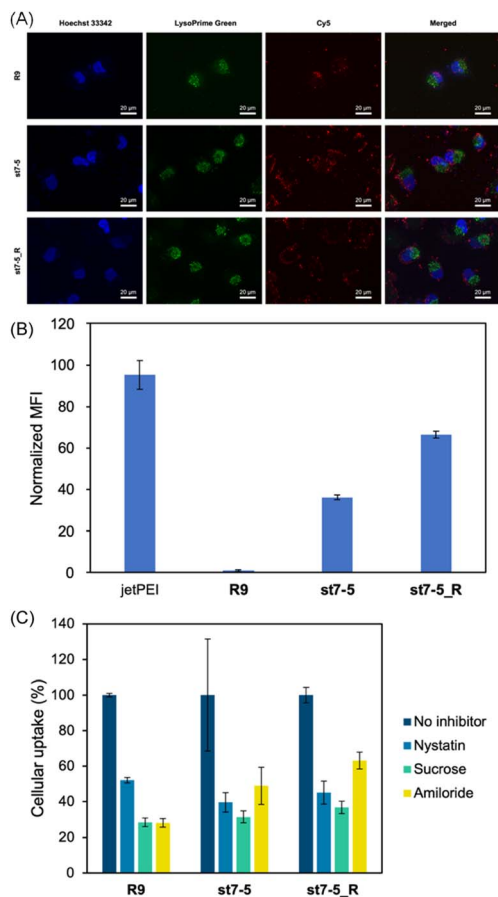 (A)
Hoechst 33342 LysoPrime Green Cy5 Merged
R9
20 µm 20 µm 20 µm 20 µm
st7-5
20 µm 20 µm 20 µm 20 µm
st7-5_R
20 µm 20 µm 20 µm 20 µm
(B)
Normalized MFI
120
100
80
60
40
20
0
jetPEI R9 st7-5 st7-5_R
(C)
Cellular uptake (%)
140
120
100
80
60
40
20
0
R9 st7-5 st7-5_R
No inhibitor
Nystatin
Sucrose
Amiloride